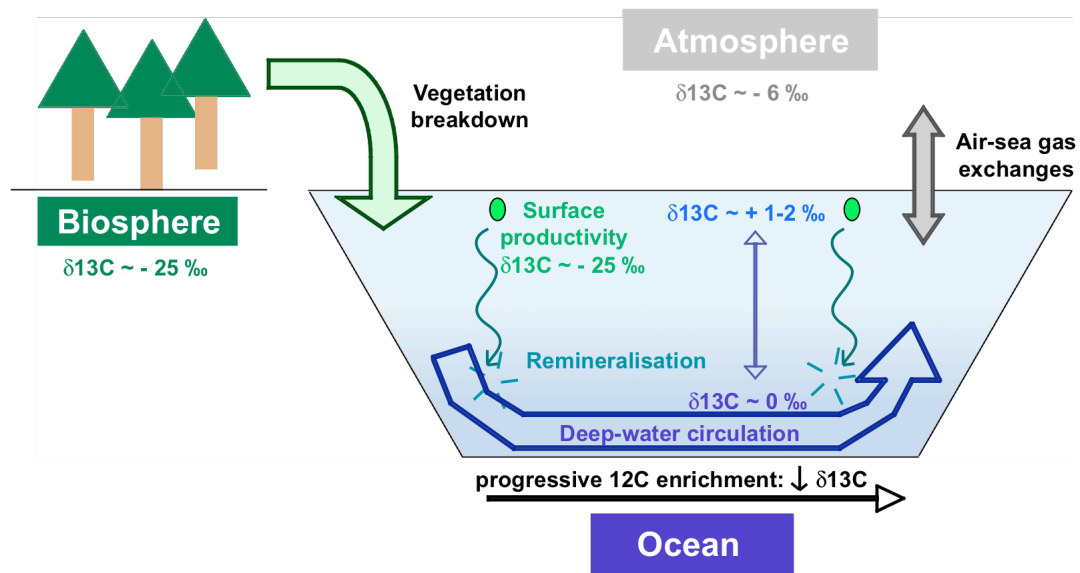 Atmosphere
δ13C ~ - 6 ‰
Vegetation
breakdown
Air-sea gas
exchanges
Biosphere
δ13C ~ - 25 ‰
Surface
productivity
δ13C ~ - 25 ‰
δ13C ~ + 1-2 ‰
Remineralisation
δ13C ~ 0 ‰
Deep-water circulation
progressive 12C enrichment: ↓ δ13C
Ocean